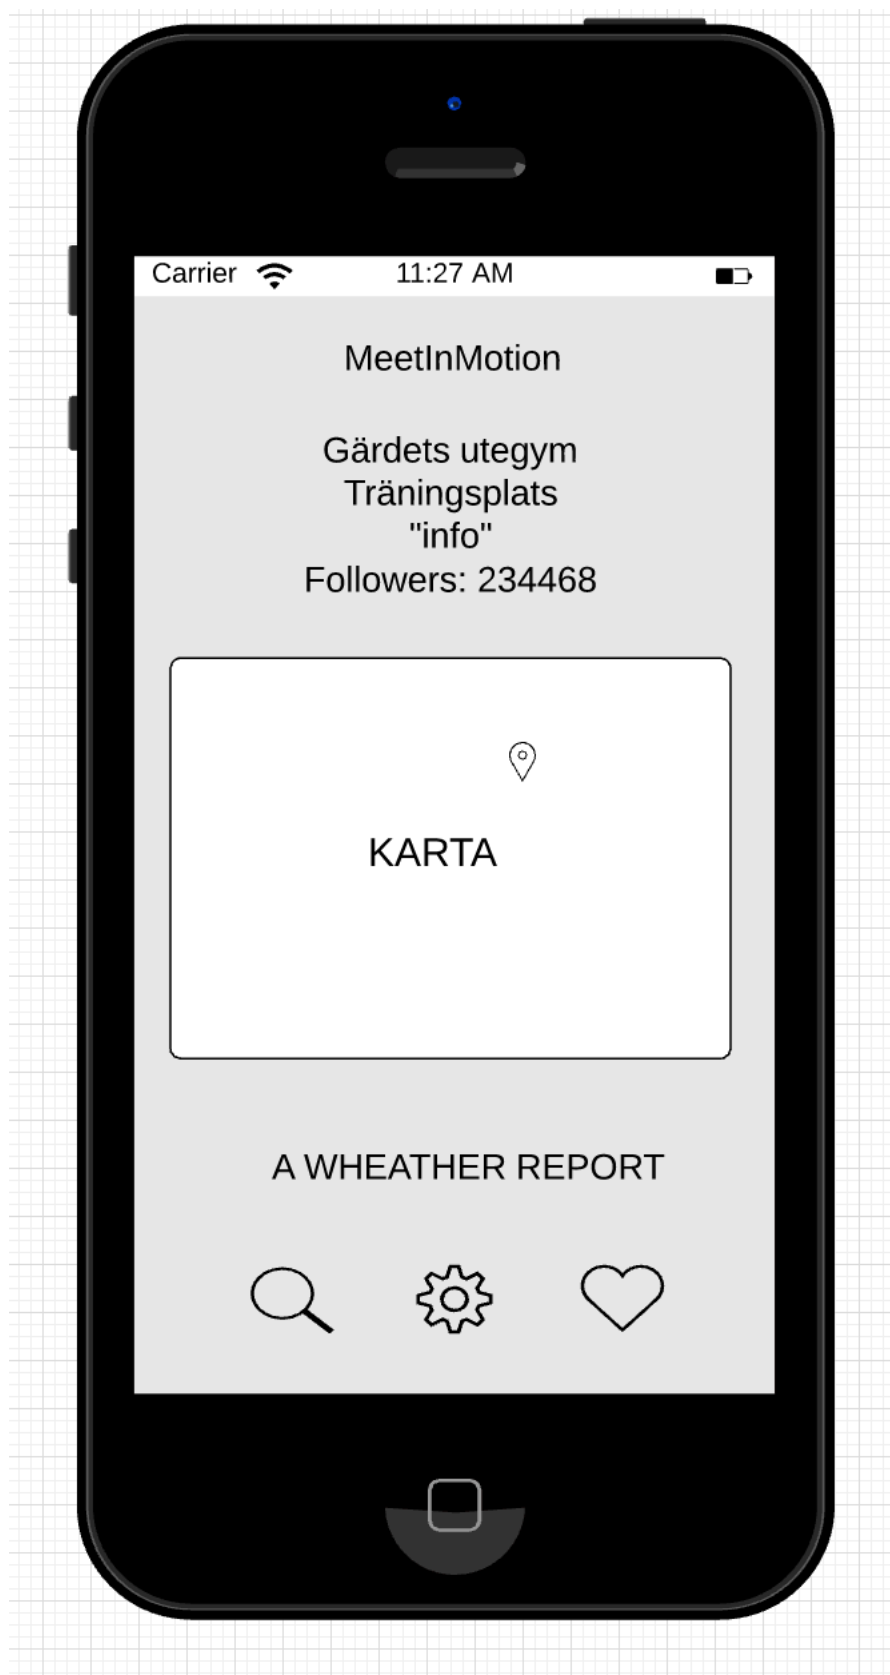 Carrier 11:27 AM
MeetInMotion
Gärdets utegym
Träningsplats
"info"
Followers: 234468
KARTA
A WHEATHER REPORT